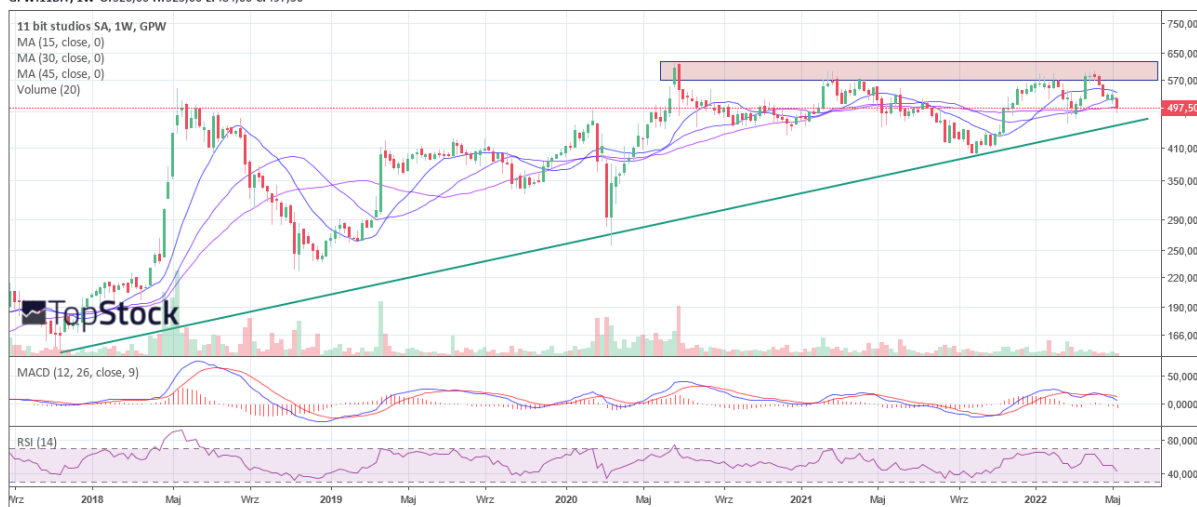 11 bit studios SA, 1W, GPW
MA (15, close, 0)
MA (30, close, 0)
MA (45, close, 0)
Volume (20)
750,00
650,00
570,00
497,50
410,00
350,00
290,00
250,00
220,00
190,00
166,00
TopStock
MACD (12, 26, close, 9)
50,000
0,0000
RSI (14)
80,000
40,000
Wrz
2018
Maj
Wrz
2019
Maj
Wrz
2020
Maj
Wrz
2021
Maj
Wrz
2022
Maj